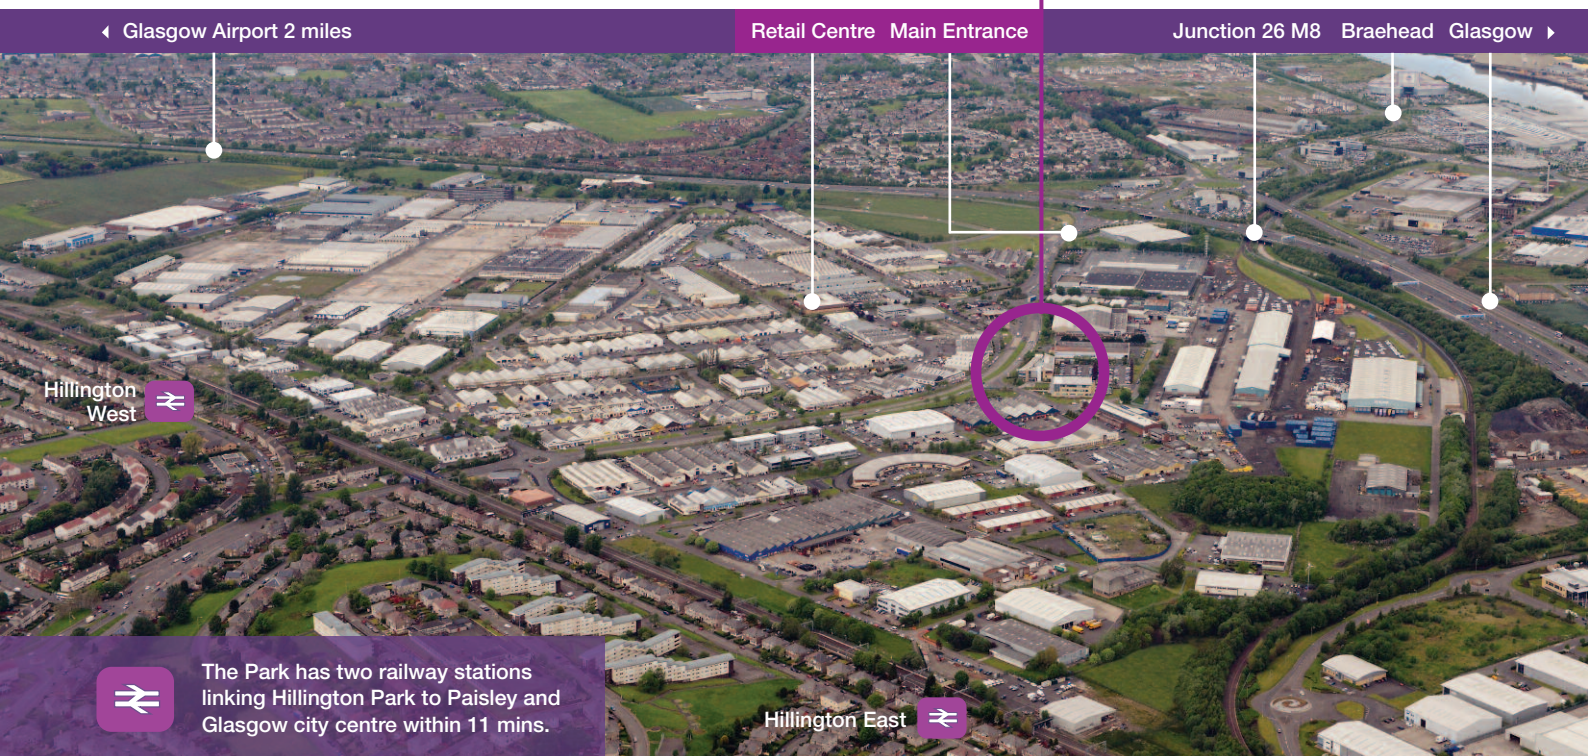 Glasgow Airport 2 miles
Retail Centre Main Entrance
Junction 26 M8 Braehead Glasgow
Hillington
West
The Park has two railway stations
linking Hillington Park to Paisley and
Glasgow city centre within 11 mins.
Hillington East